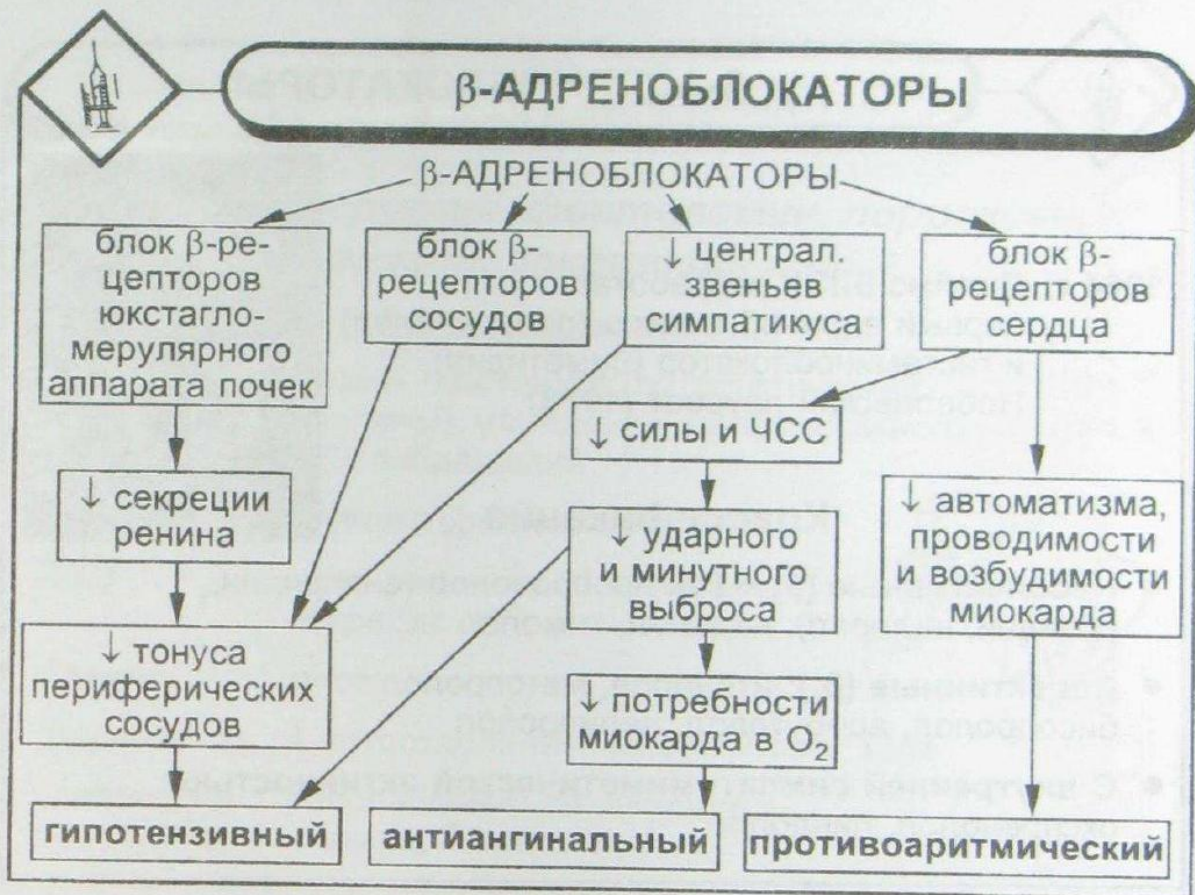 β-АДРЕНОБЛОКАТОРЫ
β-АДРЕНОБЛОКАТОРЫ
блок β-ре-
цепторов
юкстагло-
мерулярного
аппарата почек
блок β-
рецепторов
сосудов
↓ централ.
звеньев
симпатикуса
блок β-
рецепторов
сердца
↓ силы и ЧСС
↓ секреции
ренина
↓ ударного
и минутного
выброса
↓ автоматизма,
проводимости
и возбудимости
миокарда
↓ тонуса
периферических
сосудов
↓ потребности
миокарда в O₂
гипотензивный
антиангинальный
противоаритмический